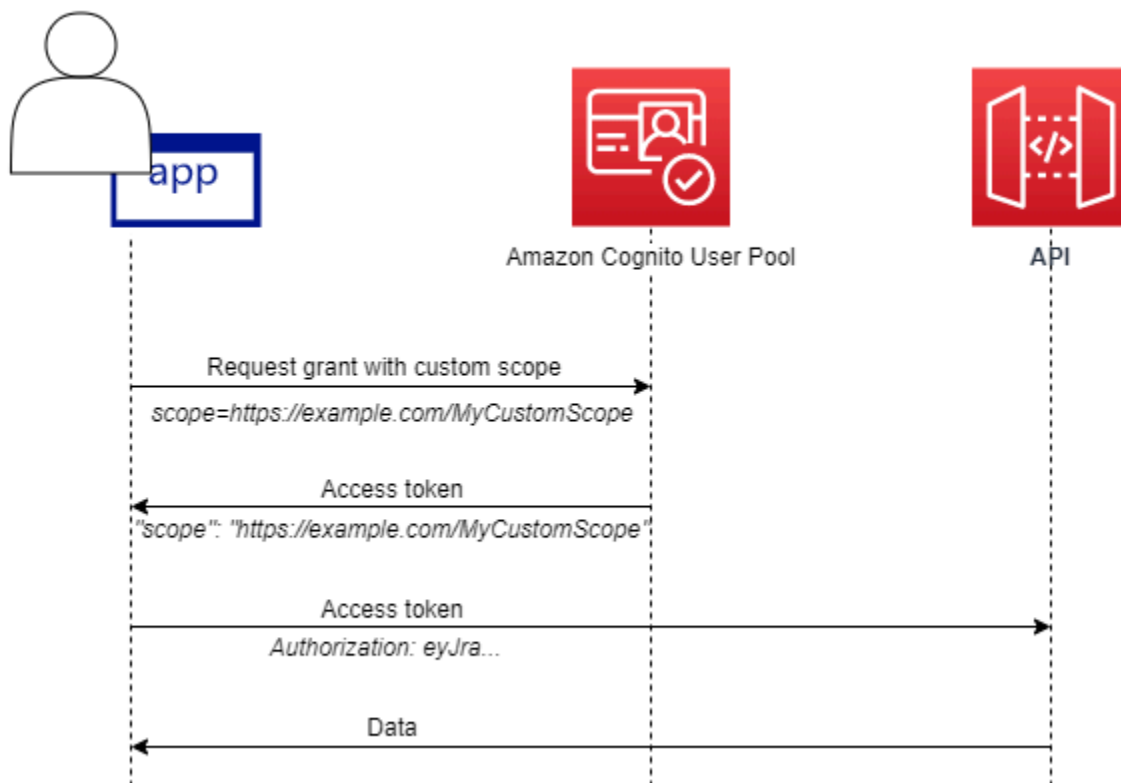 app
Amazon Cognito User Pool
API
Request grant with custom scope
scope=https://example.com/MyCustomScope
Access token
"scope": "https://example.com/MyCustomScope"
Access token
Authorization: eyJra...
Data